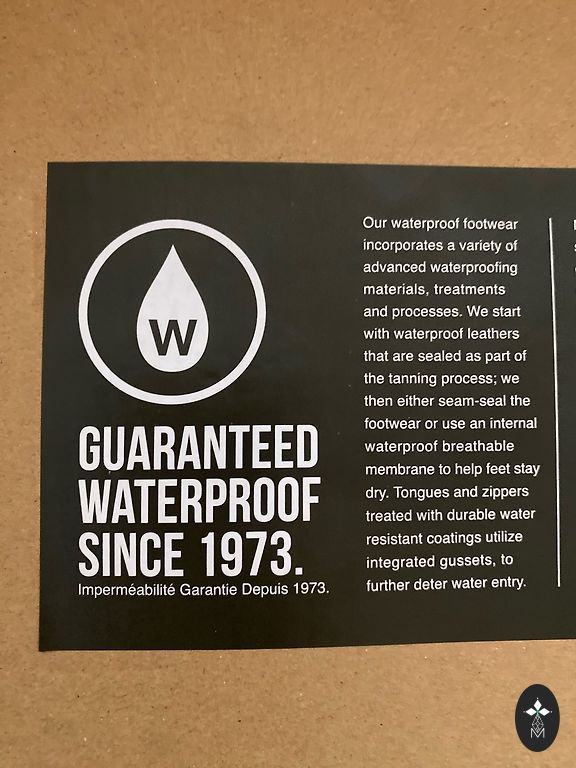 W
GUARANTEED
WATERPROOF
SINCE 1973.
Imperméabilité Garantie Depuis 1973.
Our waterproof footwear
incorporates a variety of
advanced waterproofing
materials, treatments
and processes. We start
with waterproof leathers
that are sealed as part of
the tanning process; we
then either seam-seal the
footwear or use an internal
waterproof breathable
membrane to help feet stay
dry. Tongues and zippers
treated with durable water
resistant coatings utilize
integrated gussets, to
further deter water entry.
M